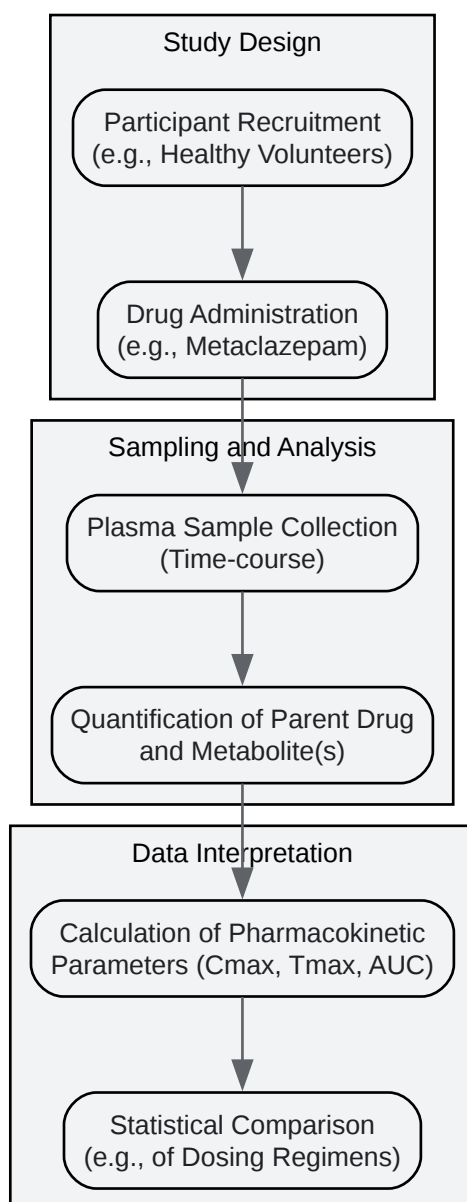 Study Design
Participant Recruitment
(e.g., Healthy Volunteers)
Drug Administration
(e.g., Metaclazepam)
Sampling and Analysis
Plasma Sample Collection
(Time-course)
Quantification of Parent Drug
and Metabolite(s)
Data Interpretation
Calculation of Pharmacokinetic
Parameters (Cmax, Tmax, AUC)
Statistical Comparison
(e.g., of Dosing Regimens)